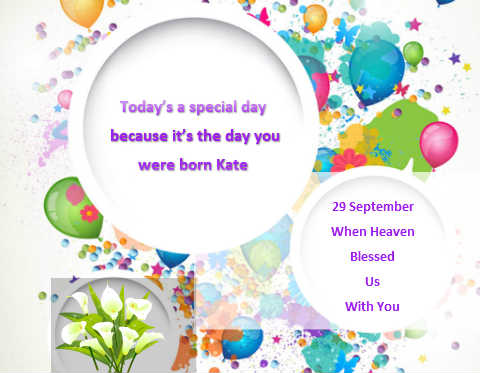 Today's a special day
because it's the day you
were born Kate
29 September
When Heaven
Blessed
Us
With You